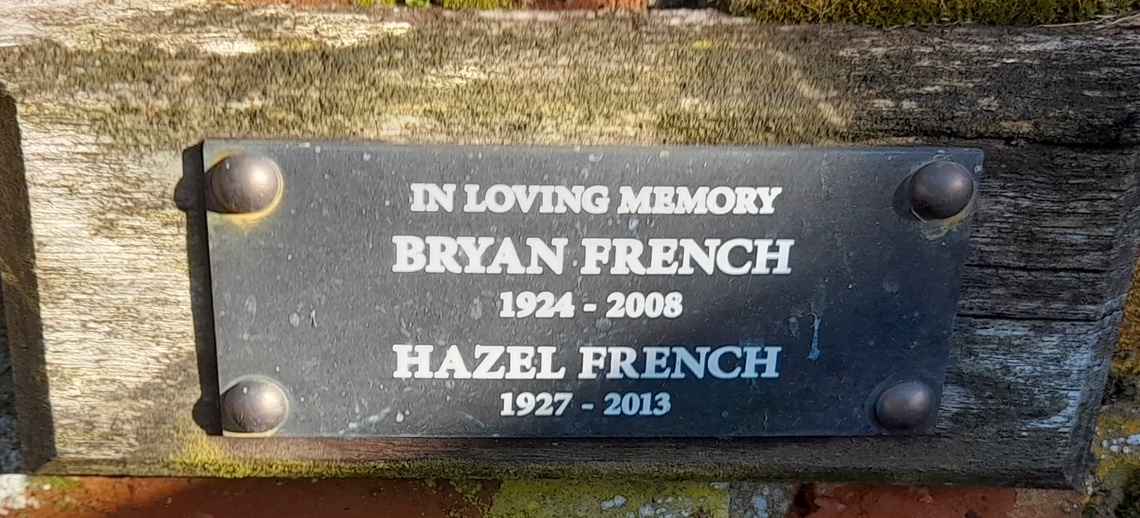 IN LOVING MEMORY
BRYAN FRENCH
1924 - 2008
HAZEL FRENCH
1927 - 2013